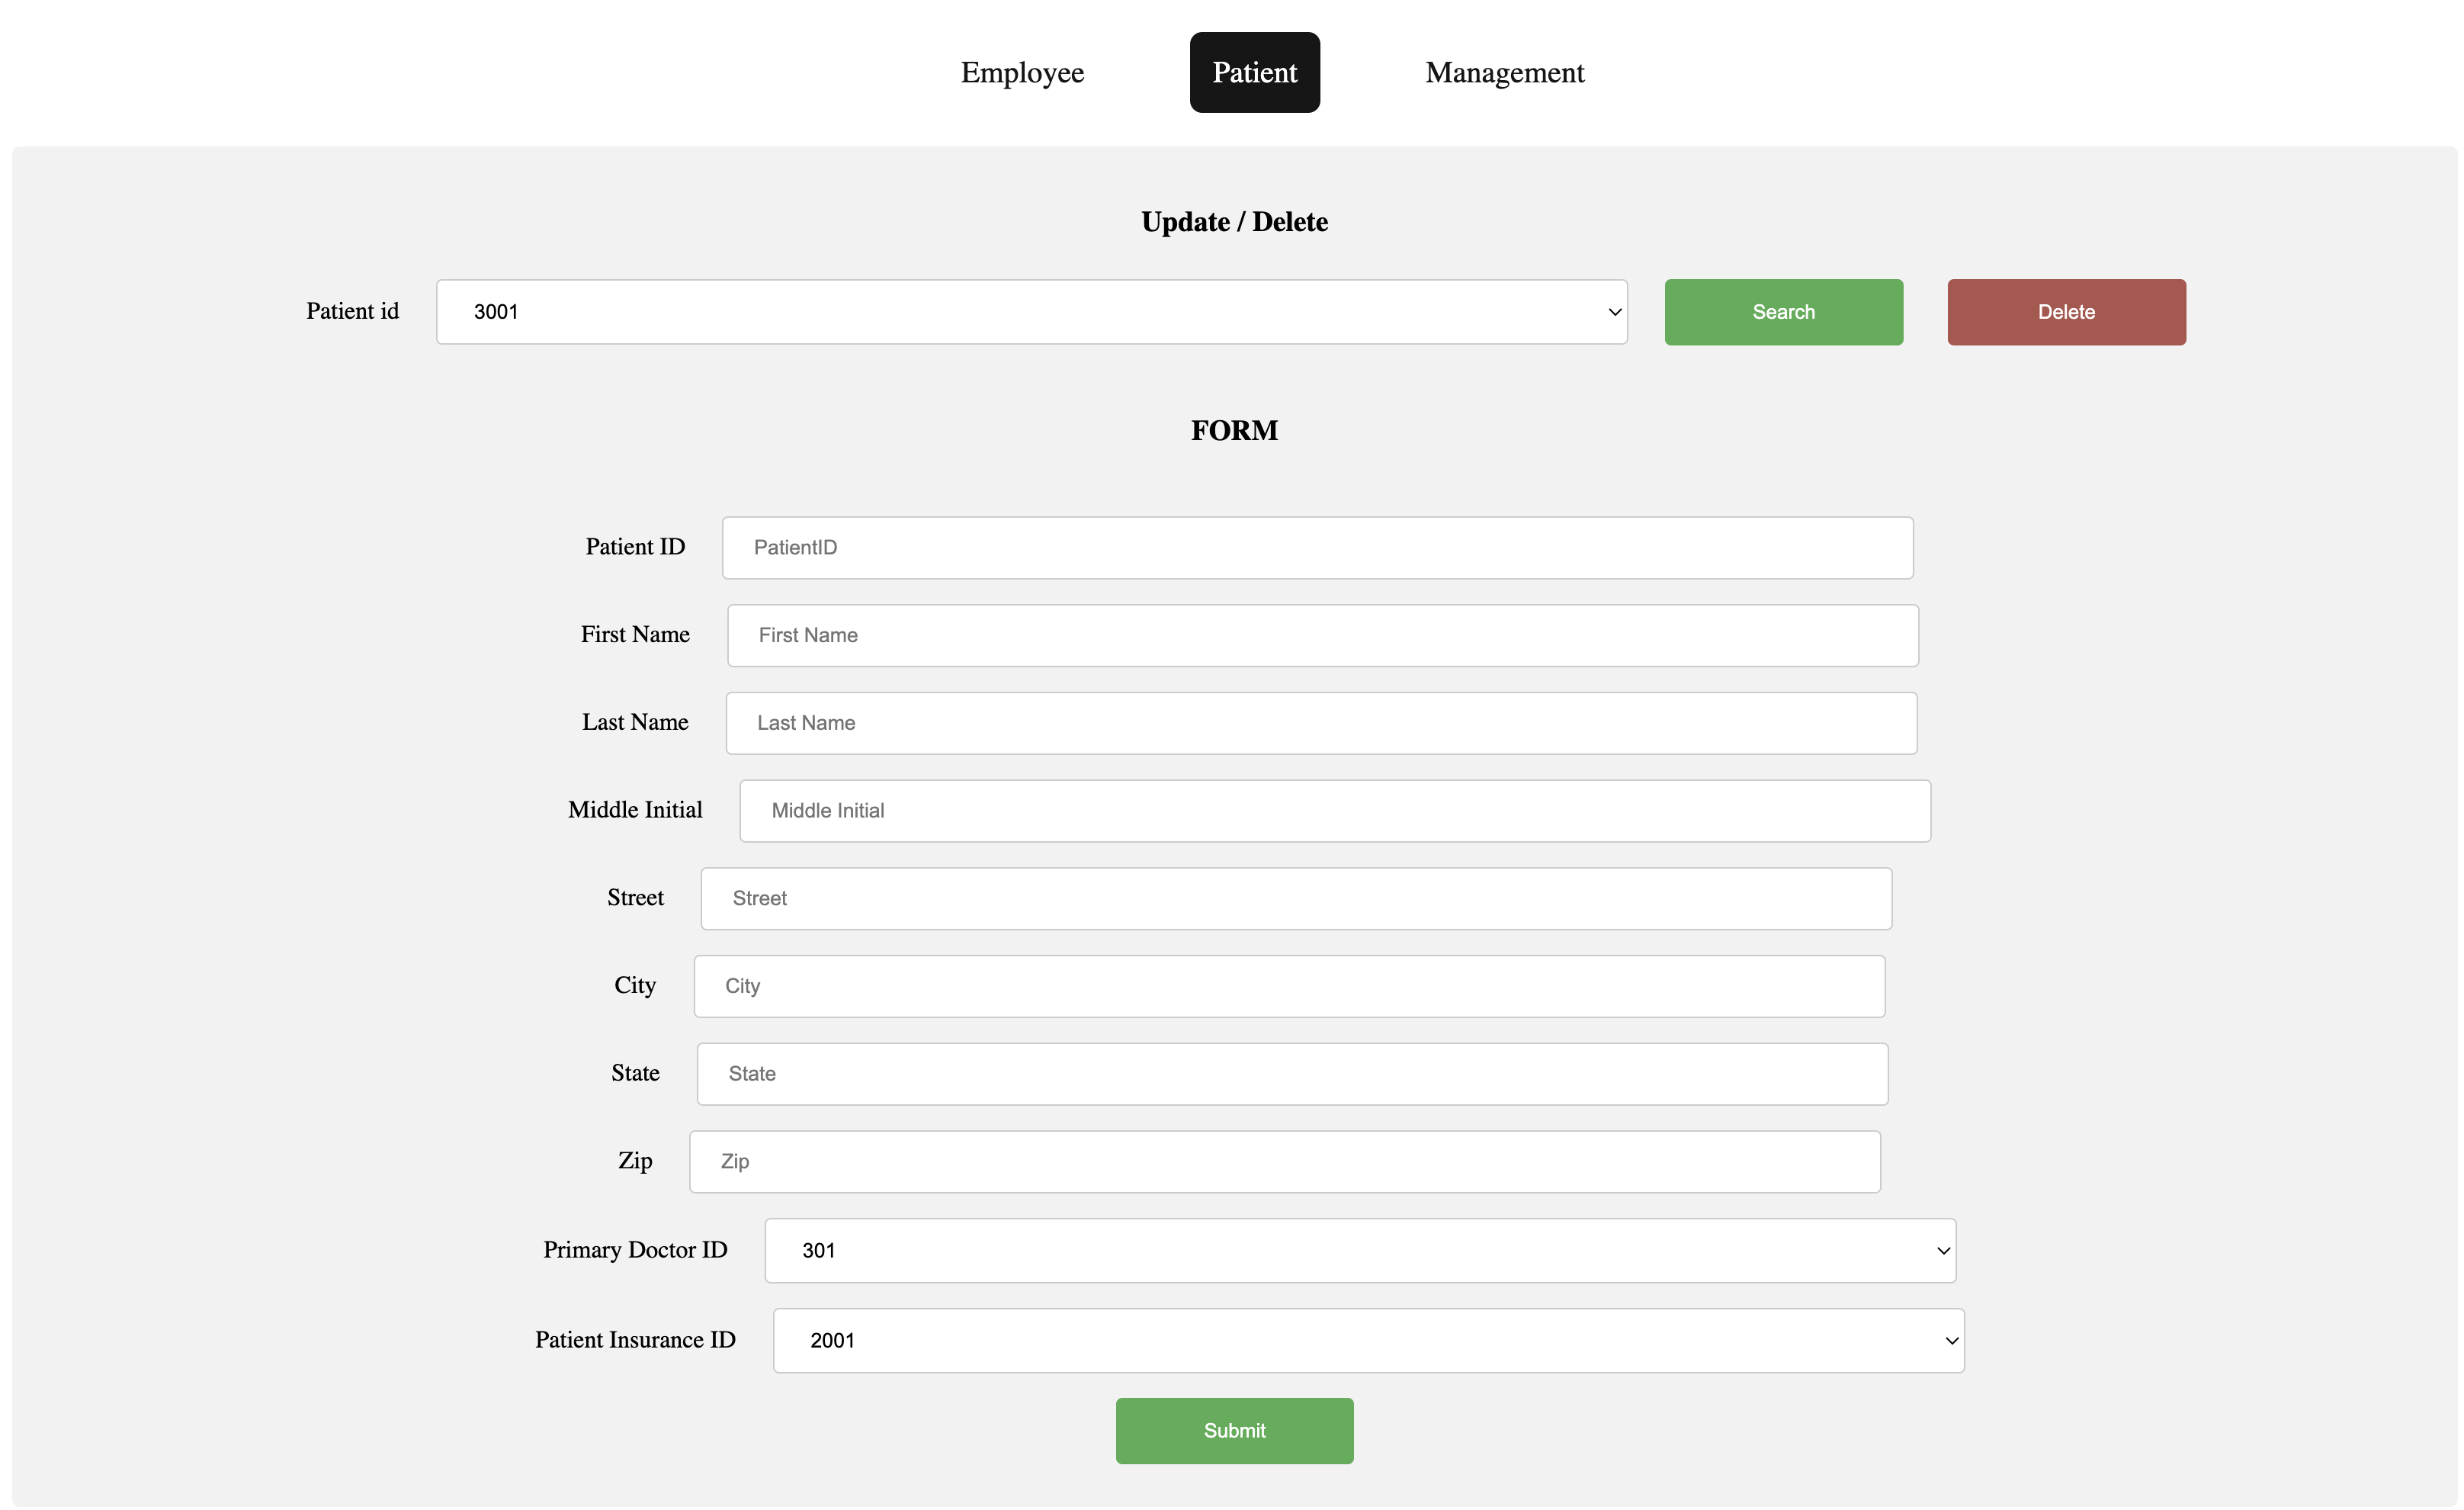 Employee Patient Management
Update / Delete
Patient id 3001 Search Delete
FORM
Patient ID PatientID
First Name First Name
Last Name Last Name
Middle Initial Middle Initial
Street Street
City City
State State
Zip Zip
Primary Doctor ID 301
Patient Insurance ID 2001
Submit